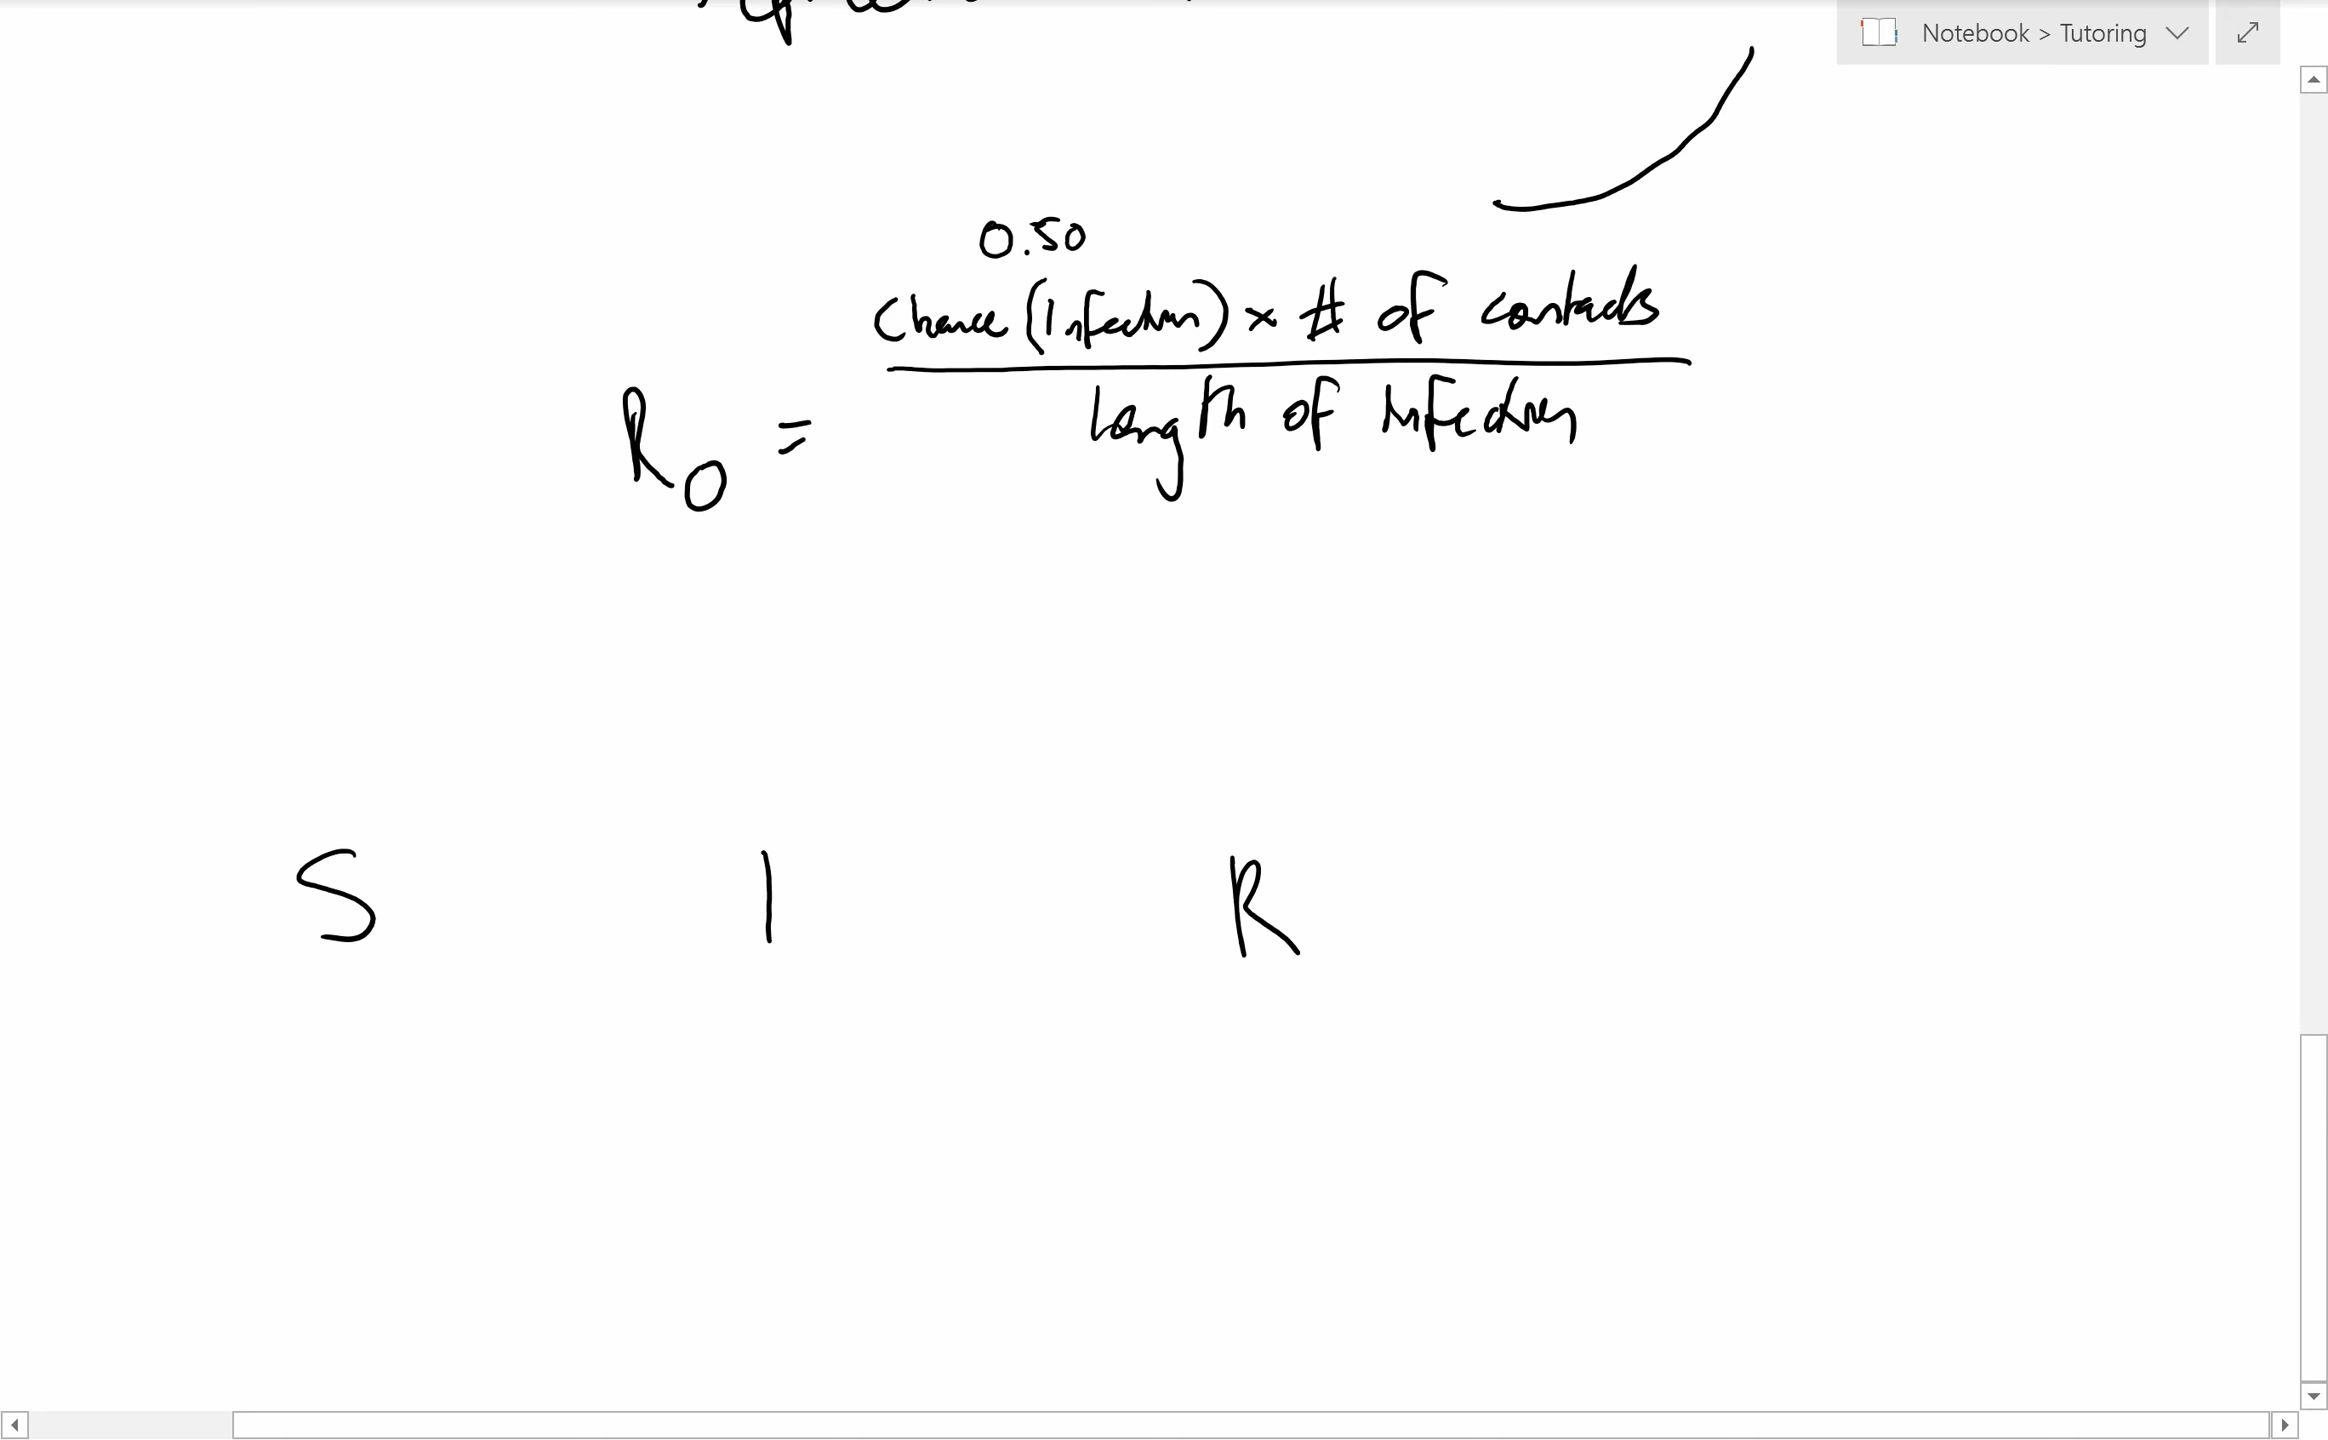 Notebook > Tutoring
0.50
Chance (Infection) × # of contacts
R₀ =
length of infection
S I R